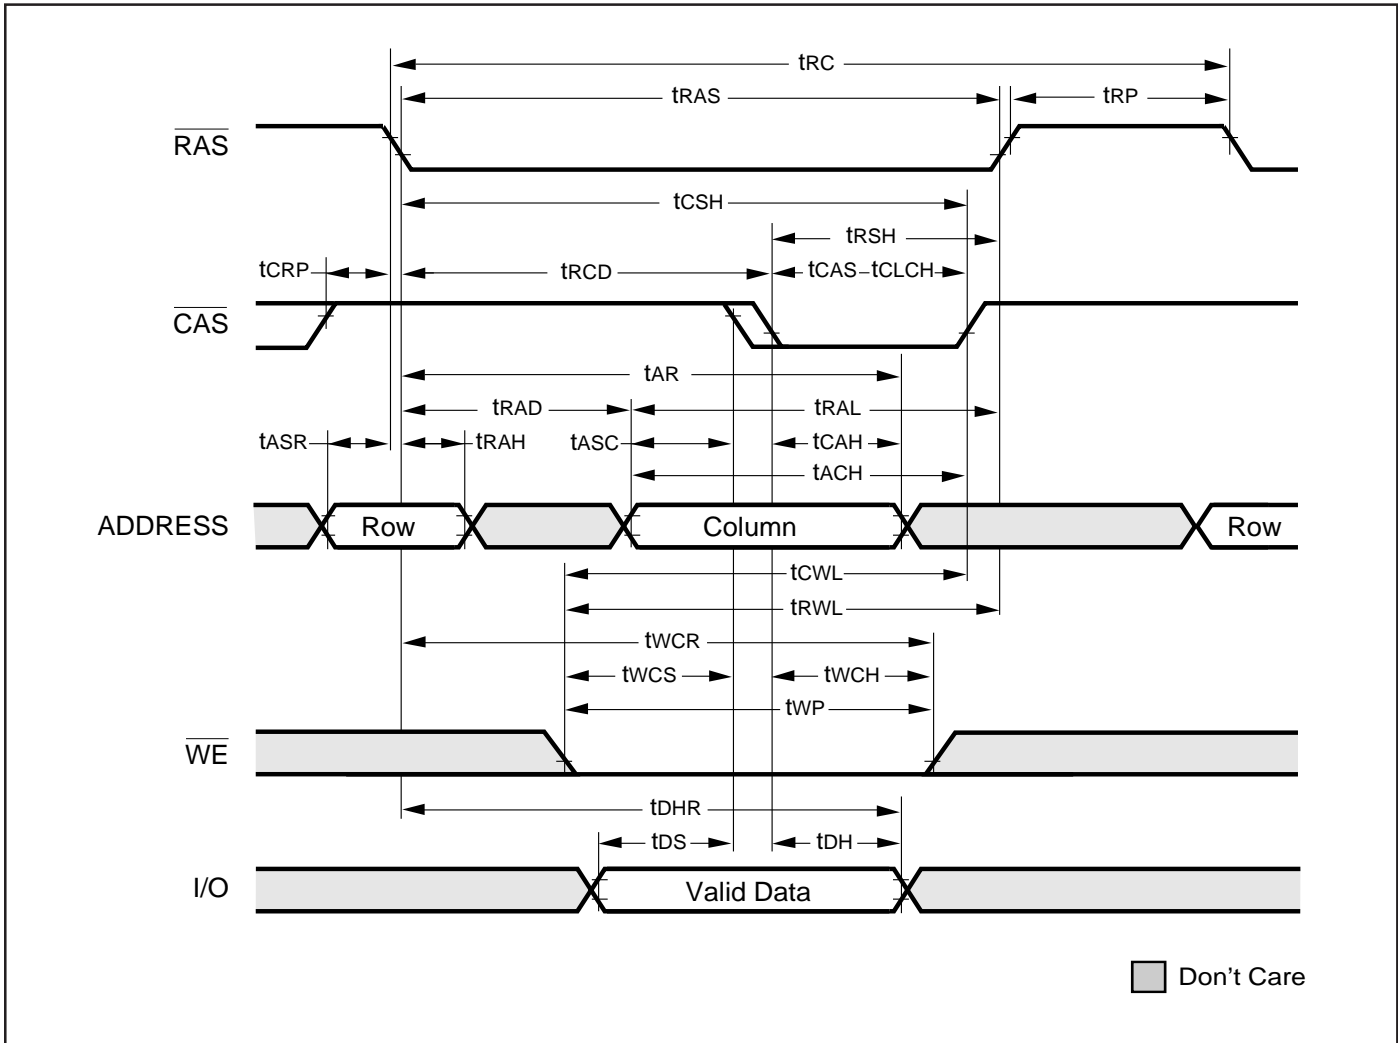 tRC
tRAS
tRP
RAS
tCSH
tRSH
tCRP
tRCD
tCAS tCLCH
CAS
tAR
tRAD
tRAL
tASR
tRAH
tASC
tCAH
tACH
ADDRESS
Row
Column
Row
tCWL
tRWL
tWCR
tWCS
tWCH
tWP
WE
tDHR
tDS
tDH
I/O
Valid Data
Don't Care